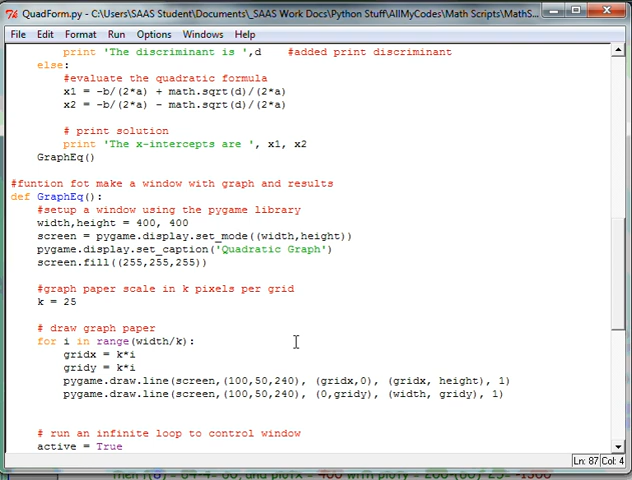 QuadForm.py - C:\Users\SAAS Student\Documents\_SAAS Work Docs\Python Stuff\AllMyCodes\Math Scripts\MathS...
File Edit Format Run Options Windows Help
print 'The discriminant is ',d    #added print discriminant
else:
#evaluate the quadratic formula
x1 = -b/(2*a) + math.sqrt(d)/(2*a)
x2 = -b/(2*a) - math.sqrt(d)/(2*a)
# print solution
print 'The x-intercepts are ', x1, x2
GraphEq()
#funtion fot make a window with graph and results
def GraphEq():
#setup a window using the pygame library
width,height = 400, 400
screen = pygame.display.set_mode((width,height))
pygame.display.set_caption('Quadratic Graph')
screen.fill((255,255,255))
#graph paper scale in k pixels per grid
k = 25
# draw graph paper
for i in range(width/k):
gridx = k*i
gridy = k*i
pygame.draw.line(screen,(100,50,240), (gridx,0), (gridx, height), 1)
pygame.draw.line(screen,(100,50,240), (0,gridy), (width, gridy), 1)
# run an infinite loop to control window
active = True
Ln: 87 Col: 4